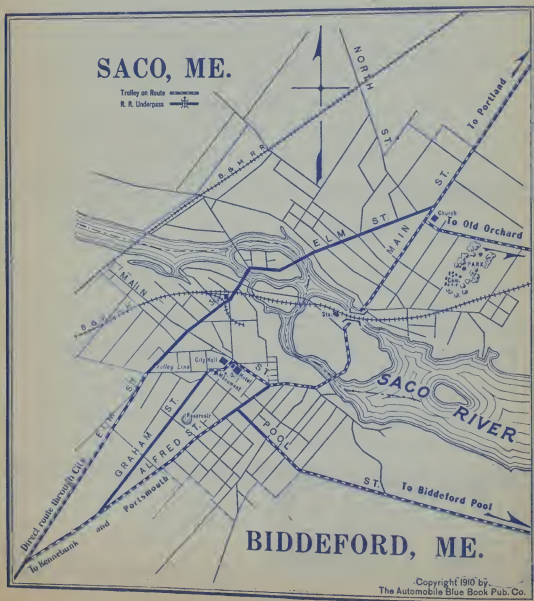 SACO, ME.
Trolley on Route
R. R. Underpass
NORTH ST.
To Portland
B & M R R
ELM ST.
MAIN ST.
Church
To Old Orchard
PARK
MAIN ST.
Sta.
City Hall
Trolley Line
Monument
SACO RIVER
ELM ST.
GRAHAM ST.
Reservoir
ALFRED ST.
POOL ST.
Direct route through City
To Kennebunk and Portsmouth
To Biddeford Pool
BIDDEFORD, ME.
Copyright 1910 by
The Automobile Blue Book Pub. Co.